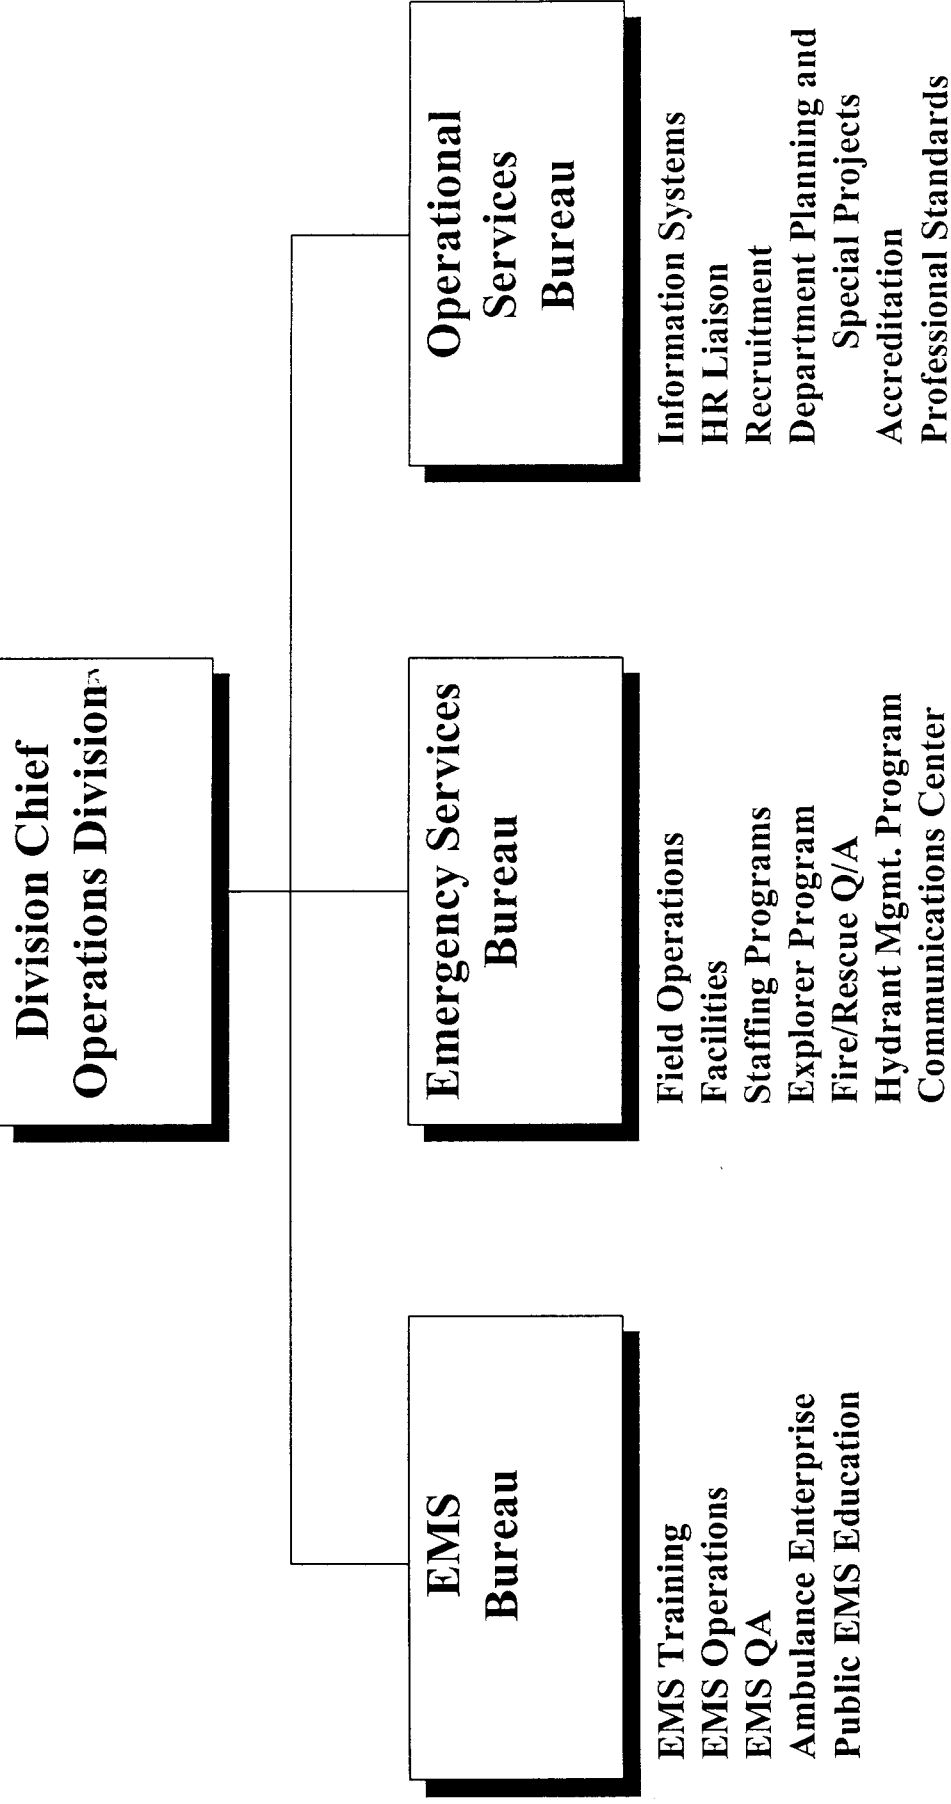 Division Chief
Operations Division
EMS
Bureau
EMS Training
EMS Operations
EMS QA
Ambulance Enterprise
Public EMS Education
Emergency Services
Bureau
Field Operations
Facilities
Staffing Programs
Explorer Program
Fire/Rescue Q/A
Hydrant Mgmt. Program
Communications Center
Operational
Services
Bureau
Information Systems
HR Liaison
Recruitment
Department Planning and
Special Projects
Accreditation
Professional Standards